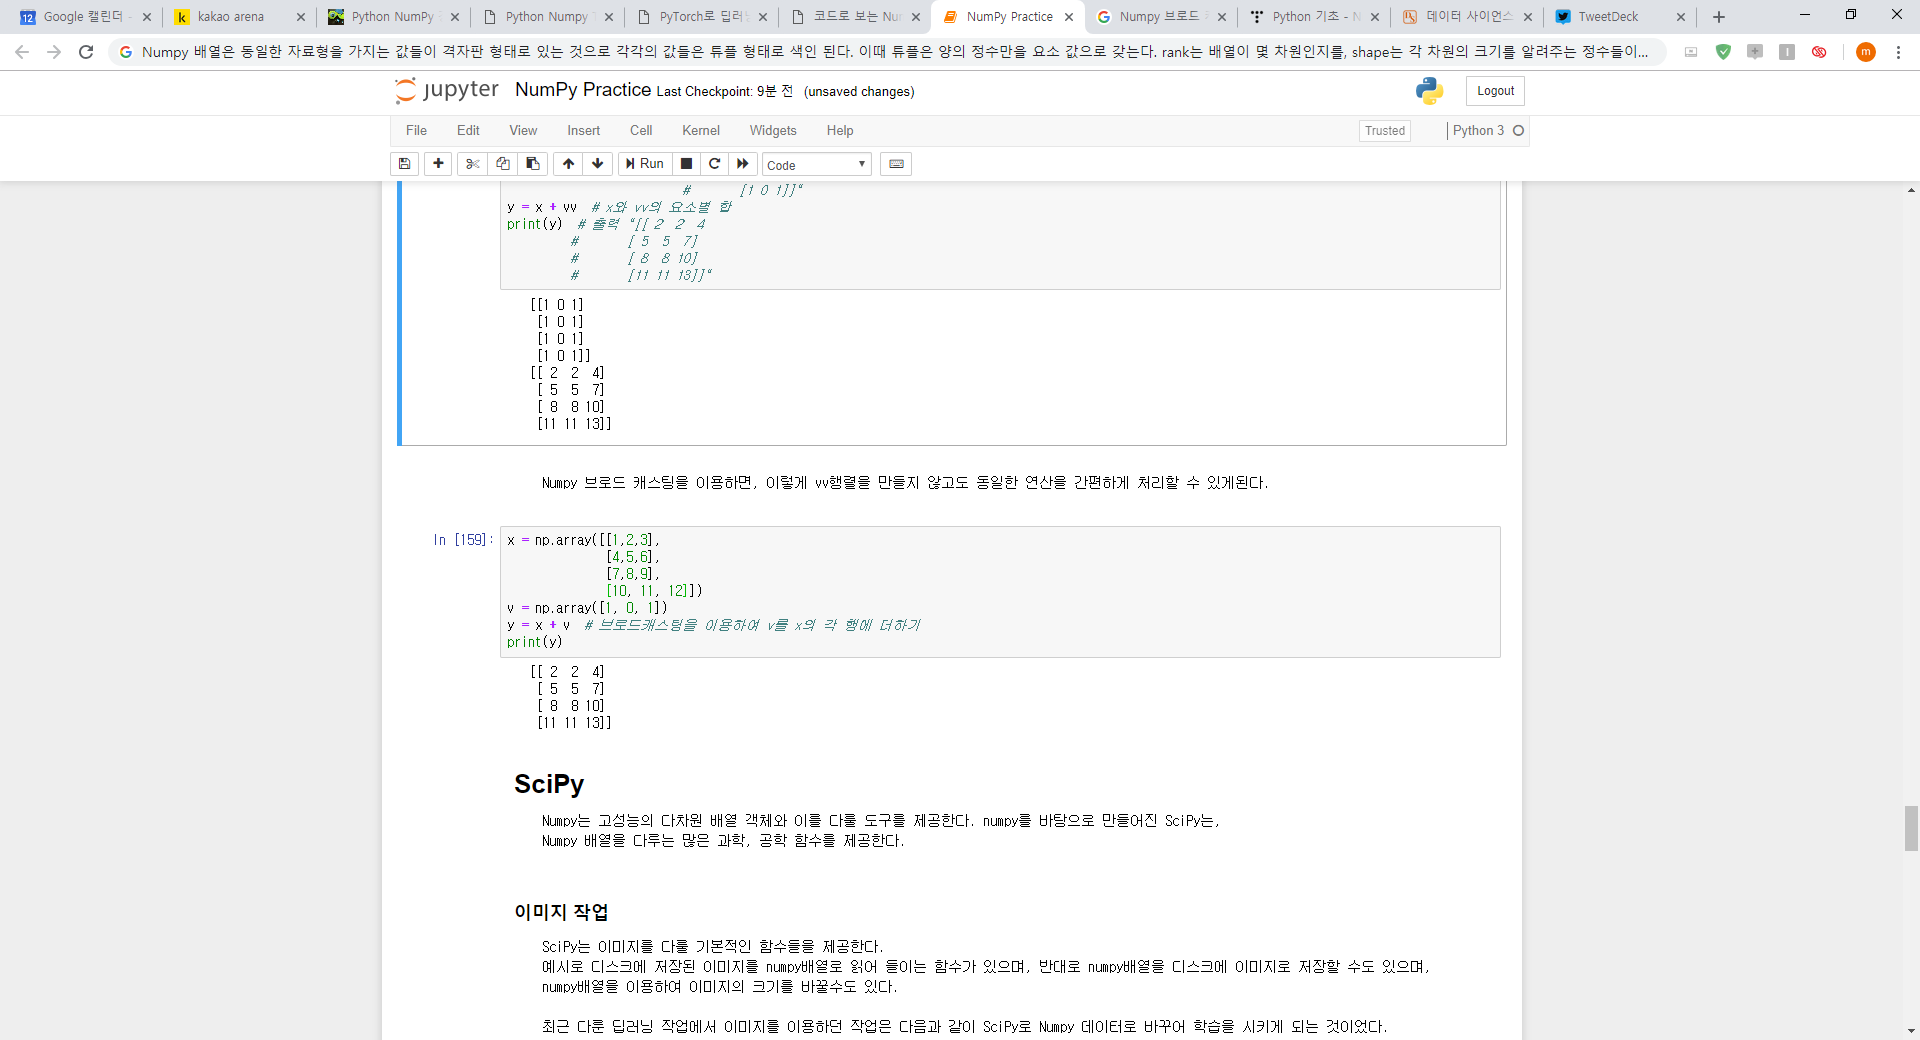 Google 캘린더 -
kakao arena
Python NumPy
Python Numpy
PyTorch로 딥러닝
코드로 보는 Nur
NumPy Practice
Numpy 브로드
Python 기초 - N
데이터 사이언스
TweetDeck
Numpy 배열은 동일한 자료형을 가지는 값들이 격자판 형태로 있는 것으로 각각의 값들은 튜플 형태로 색인 된다. 이때 튜플은 양의 정수만을 요소 값으로 갖는다. rank는 배열이 몇 차원인지를, shape는 각 차원의 크기를 알려주는 정수들이...
m
jupyter NumPy Practice Last Checkpoint: 9분 전 (unsaved changes)
Logout
File Edit View Insert Cell Kernel Widgets Help
Trusted
Python 3
Run
Code
# [1 0 1]]"
y = x + vv # x와 vv의 요소별 합
print(y) # 출력 "[[ 2 2 4
# [ 5 5 7]
# [ 8 8 10]
# [11 11 13]]"
[[1 0 1]
[1 0 1]
[1 0 1]
[1 0 1]]
[[ 2 2 4]
[ 5 5 7]
[ 8 8 10]
[11 11 13]]
Numpy 브로드 캐스팅을 이용하면, 이렇게 vv행렬을 만들지 않고도 동일한 연산을 간편하게 처리할 수 있게된다.
In [159]:
x = np.array([[1,2,3],
[4,5,6],
[7,8,9],
[10, 11, 12]])
v = np.array([1, 0, 1])
y = x + v # 브로드캐스팅을 이용하여 v를 x의 각 행에 더하기
print(y)
[[ 2 2 4]
[ 5 5 7]
[ 8 8 10]
[11 11 13]]
SciPy
Numpy는 고성능의 다차원 배열 객체와 이를 다룰 도구를 제공한다. numpy를 바탕으로 만들어진 SciPy는,
Numpy 배열을 다루는 많은 과학, 공학 함수를 제공한다.
이미지 작업
SciPy는 이미지를 다룰 기본적인 함수들을 제공한다.
예시로 디스크에 저장된 이미지를 numpy배열로 읽어 들이는 함수가 있으며, 반대로 numpy배열을 디스크에 이미지로 저장할 수도 있으며,
numpy배열을 이용하여 이미지의 크기를 바꿀수도 있다.
최근 다룬 딥러닝 작업에서 이미지를 이용하던 작업은 다음과 같이 SciPy로 Numpy 데이터로 바꾸어 학습을 시키게 되는 것이었다.